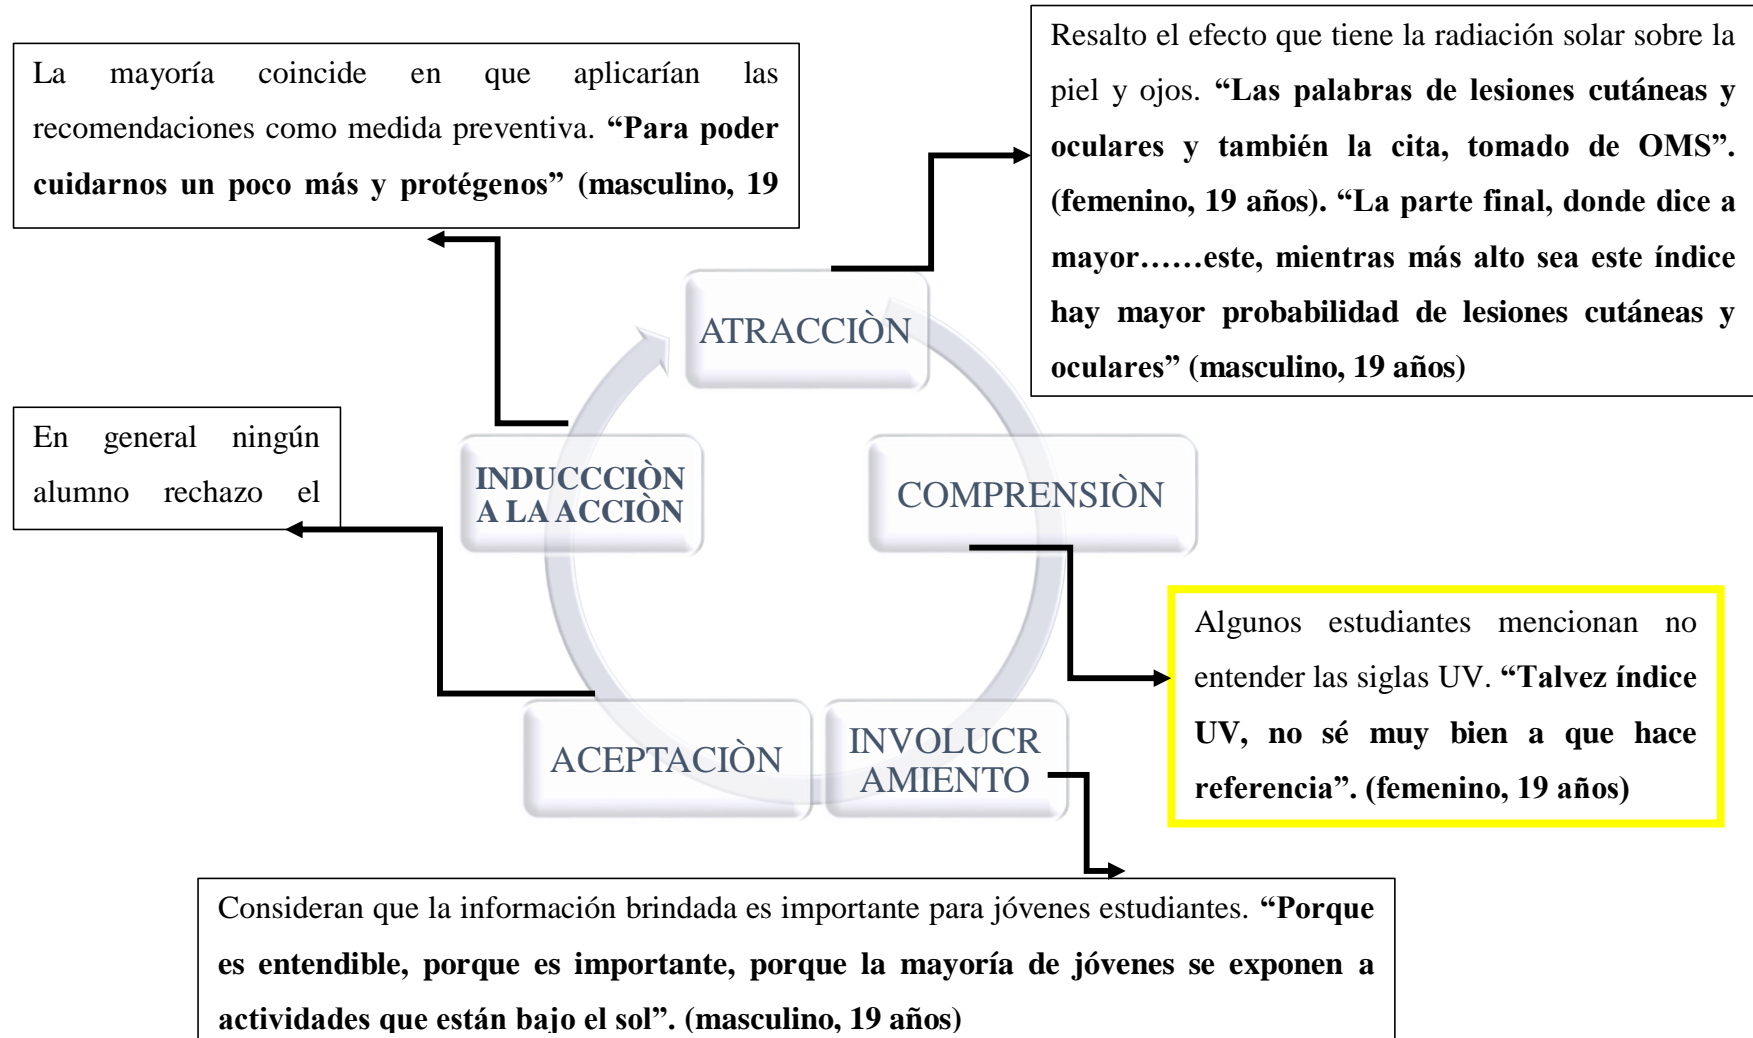 La mayoría coincide en que aplicarían las
recomendaciones como medida preventiva. “Para poder
cuidarnos un poco más y protégenos” (masculino, 19
Resalto el efecto que tiene la radiación solar sobre la
piel y ojos. “Las palabras de lesiones cutáneas y
oculares y también la cita, tomado de OMS”.
(femenino, 19 años). “La parte final, donde dice a
mayor……este, mientras más alto sea este índice
hay mayor probabilidad de lesiones cutáneas y
oculares” (masculino, 19 años)
ATRACCIÒN
En general ningún
alumno rechazo el
INDUCCCIÒN
A LA ACCIÒN
COMPRENSIÒN
Algunos estudiantes mencionan no
entender las siglas UV. “Talvez índice
UV, no sé muy bien a que hace
referencia”. (femenino, 19 años)
ACEPTACIÒN
INVOLUCR
AMIENTO
Consideran que la información brindada es importante para jóvenes estudiantes. “Porque
es entendible, porque es importante, porque la mayoría de jóvenes se exponen a
actividades que están bajo el sol”. (masculino, 19 años)